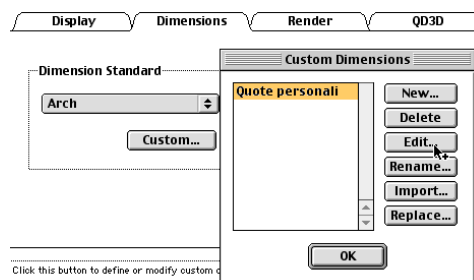 Display Dimensions Render QD3D
Custom Dimensions
Dimension Standard
Arch
Custom...
Quote personali
New...
Delete
Edit...
Rename...
Import...
Replace...
OK
Click this button to define or modify custom